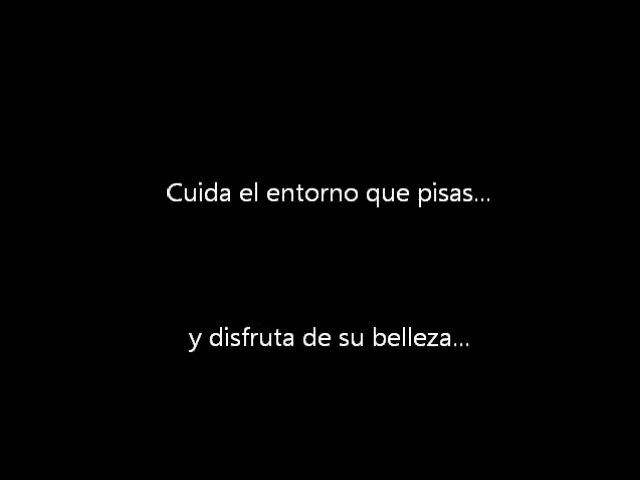 Cuida el entorno que pisas...
y disfruta de su belleza...